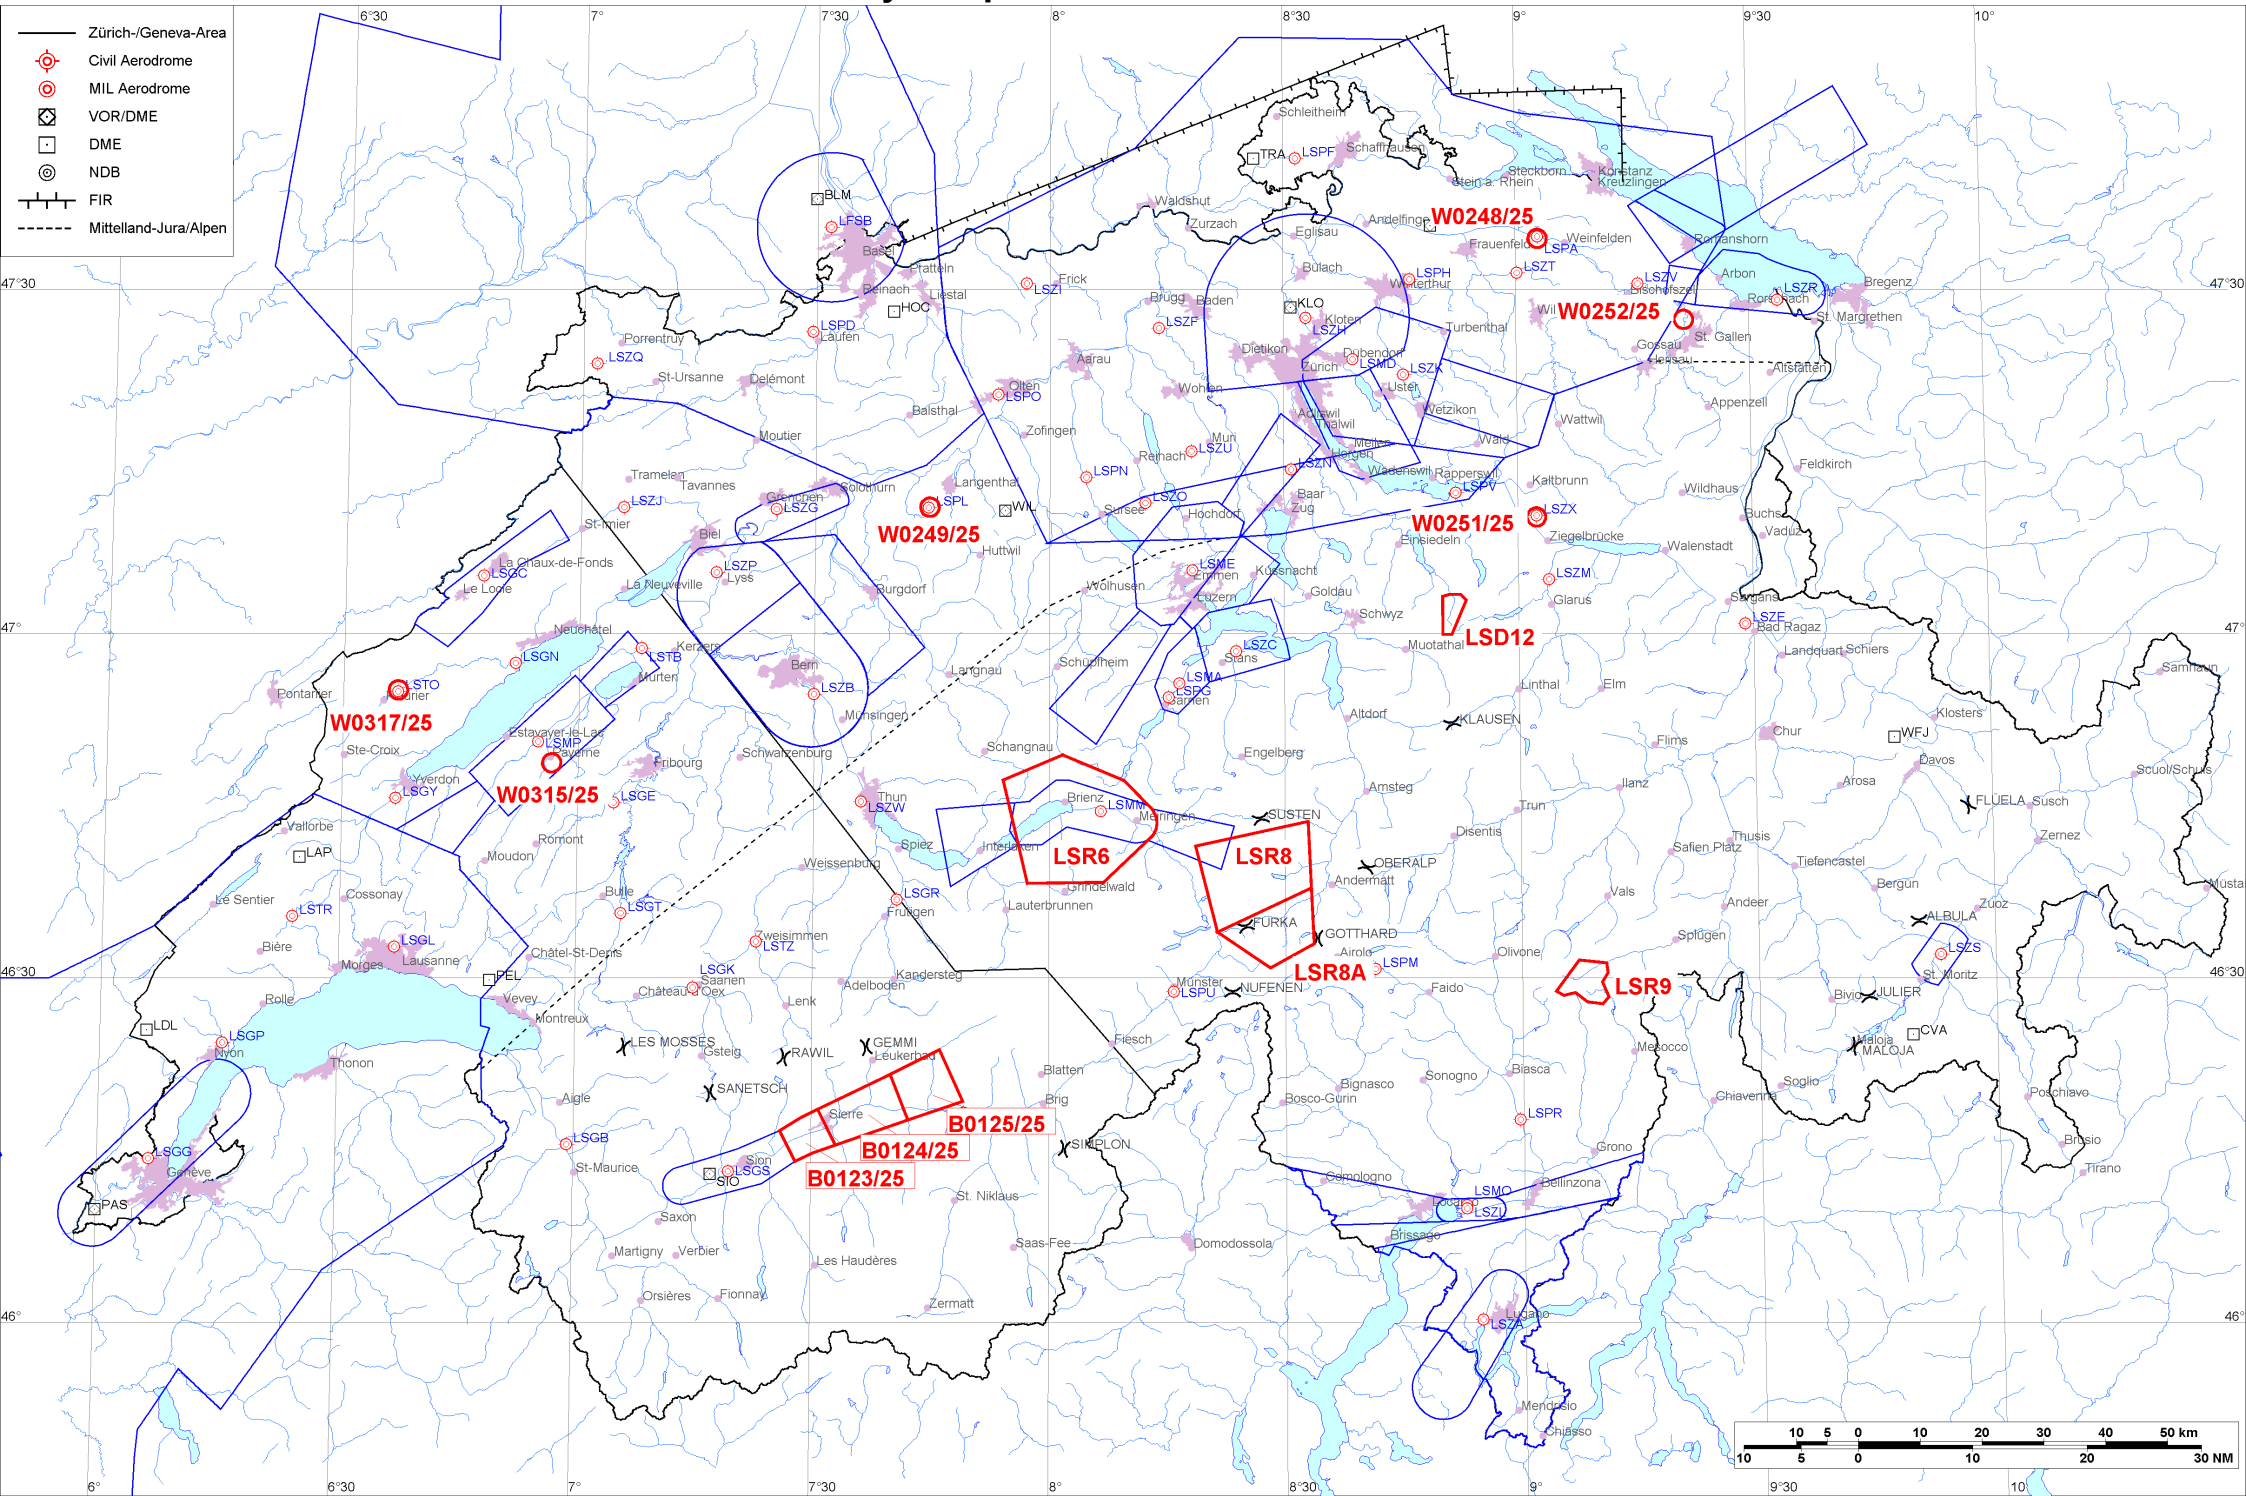 6°30
7°
7°30
8°
8°30
9°
9°30
10°
Zürich-/Geneva-Area
Civil Aerodrome
MIL Aerodrome
VOR/DME
DME
NDB
FIR
Mittelland-Jura/Alpen
Schleitheim
TRA
LSPF
Schaffhausen
Steckborn
Stein a. Rhein
Konstanz
Kreuzlingen
BLM
LFSB
Basel
Waldshut
Zurzach
Eglisau
Andelfingen
W0248/25
LSPA
Weinfelden
Frauenfeld
Romanshorn
Pratteln
Reinach
Liestal
HOC
LSZI
Frick
Bülach
LSPH
Winterthur
LSZT
LSZV
Bischofszell
Arbon
LSZR
Rorschach
Bregenz
47°30
47°30
Brugg
Baden
KLO
Kloten
LSZH
LSZF
Turbenthal
Wil
W0252/25
St. Margrethen
St. Gallen
Gossau
Herisau
LSPD
Laufen
Porrentruy
LSZQ
St-Ursanne
Delémont
Aarau
Dietikon
Zürich
Dübendorf
LSMD
LSZK
Uster
Altstätten
Olten
LSPO
Wohlen
Balsthal
Wetzikon
Appenzell
Adliswil
Thalwil
Wattwil
Moutier
Zofingen
Muri
LSZU
Reinach
Meilen
Horgen
Wald
Tramelan
Tavannes
LSPN
LSZN
Wädenswil
Rapperswil
LSPV
Kaltbrunn
Feldkirch
Wildhaus
LSZJ
Grenchen
LSZG
Solothurn
Langenthal
LSPL
WIL
W0249/25
LSZO
Sursee
Hochdorf
Baar
Zug
W0251/25
LSZX
Buchs
Vaduz
St-Imier
Biel
Huttwil
Einsiedeln
Ziegelbrücke
Walenstadt
La Chaux-de-Fonds
LSGC
Le Locle
La Neuveville
LSZP
Lyss
Burgdorf
Wolhusen
LSME
Emmen
Küssnacht
Luzern
Goldau
Schwyz
LSZM
Glarus
Sargans
LSZE
Bad Ragaz
LSD12
Muotathal
47°
47°
Neuchâtel
LSGN
LSTB
Kerzers
Murten
Bern
LSZB
Langnau
Schüpfheim
LSZC
Stans
LSMA
LSPG
Sarnen
Landquart
Schiers
Samnaun
Pontarlier
LSTO
W0317/25
Münsingen
Linthal
Elm
Altdorf
KLAUSEN
Klosters
WFJ
Davos
Chur
Flims
Ste-Croix
Estavayer-le-Lac
LSMP
Payerne
W0315/25
Fribourg
Schwarzenburg
Schangnau
Engelberg
Yverdon
LSGY
LSGE
Thun
LSZW
Brienz
LSMM
Meiringen
Amsteg
Ilanz
Trun
Arosa
Scuol/Schuls
FLÜELA
Susch
Vallorbe
LAP
Romont
Moudon
Spiez
Interlaken
LSR6
SUSTEN
LSR8
Disentis
Thusis
Safien Platz
Zernez
Weissenburg
OBERALP
Andermatt
Tiefencastel
Grindelwald
Lauterbrunnen
Le Sentier
Cossonay
LSTR
Bulle
LSGT
LSGR
Frutigen
Vals
Andeer
Bergün
Müstair
Zuoz
ALBULA
FURKA
GOTTHARD
Airolo
LSR8A
LSPM
Bière
LSGL
Lausanne
Morges
Châtel-St-Denis
Zweisimmen
LSTZ
Olivone
Splügen
LSZS
St. Moritz
46°30
46°30
PEL
Vevey
LSGK
Saanen
Château-d'Oex
Lenk
Adelboden
Kandersteg
Münster
LSPU
NUFENEN
Faido
LSR9
Bivio
JULIER
Rolle
Montreux
LDL
LSGP
Nyon
Thonon
LES MOSSES
Gsteig
RAWIL
GEMMI
Leukerbad
Fiesch
Mesocco
CVA
Maloja
MALOJA
SANETSCH
Blatten
Brig
Bignasco
Sonogno
Biasca
Soglio
Chiavenna
Poschiavo
Aigle
Sierre
B0125/25
B0124/25
B0123/25
Bosco-Gurin
LSPR
LSGB
St-Maurice
SIMPLON
Grono
Brusio
Tirano
LSGG
Genève
PAS
Sion
LSGS
SIO
St. Niklaus
Comologno
LSMO
Locarno
LSZL
Bellinzona
Saxon
Martigny
Verbier
Les Haudères
Saas-Fee
Domodossola
Brissago
Orsières
Fionnay
Zermatt
46°
46°
Lugano
LSZA
Mendrisio
Chiasso
10 5 0 10 20 30 40 50 km
10 5 0 10 20 30 NM
6°
6°30
7°
7°30
8°
8°30
9°
9°30
10°